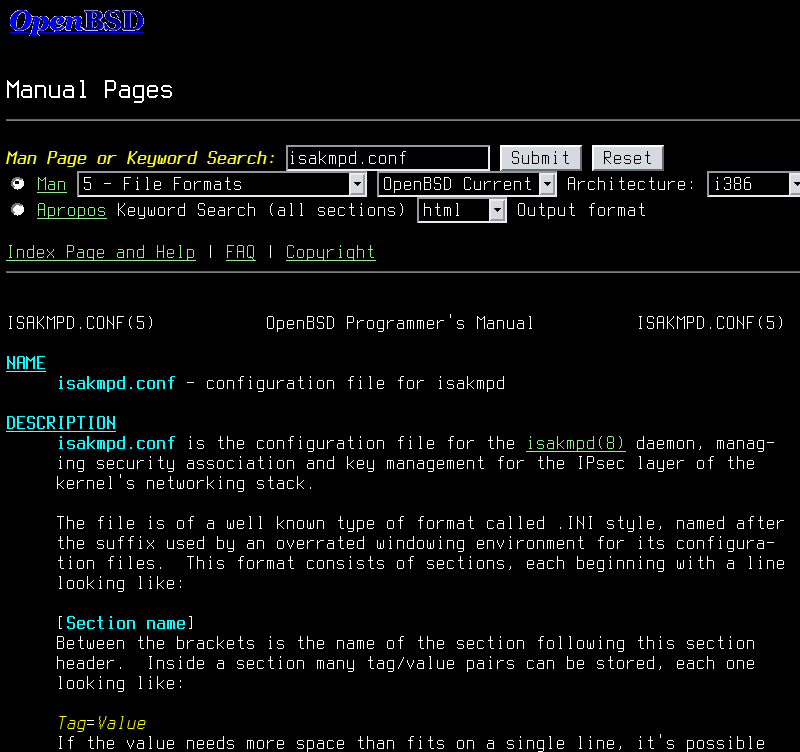 OpenBSD
Manual Pages
Man Page or Keyword Search: isakmpd.conf Submit Reset
Man 5 - File Formats OpenBSD Current Architecture: i386
Apropos Keyword Search (all sections) html Output format
Index Page and Help | FAQ | Copyright
ISAKMPD.CONF(5) OpenBSD Programmer's Manual ISAKMPD.CONF(5)
NAME
isakmpd.conf - configuration file for isakmpd
DESCRIPTION
isakmpd.conf is the configuration file for the isakmpd(8) daemon, manag-
ing security association and key management for the IPsec layer of the
kernel's networking stack.
The file is of a well known type of format called .INI style, named after
the suffix used by an overrated windowing environment for its configura-
tion files. This format consists of sections, each beginning with a line
looking like:
[Section name]
Between the brackets is the name of the section following this section
header. Inside a section many tag/value pairs can be stored, each one
looking like:
Tag=Value
If the value needs more space than fits on a single line, it's possible